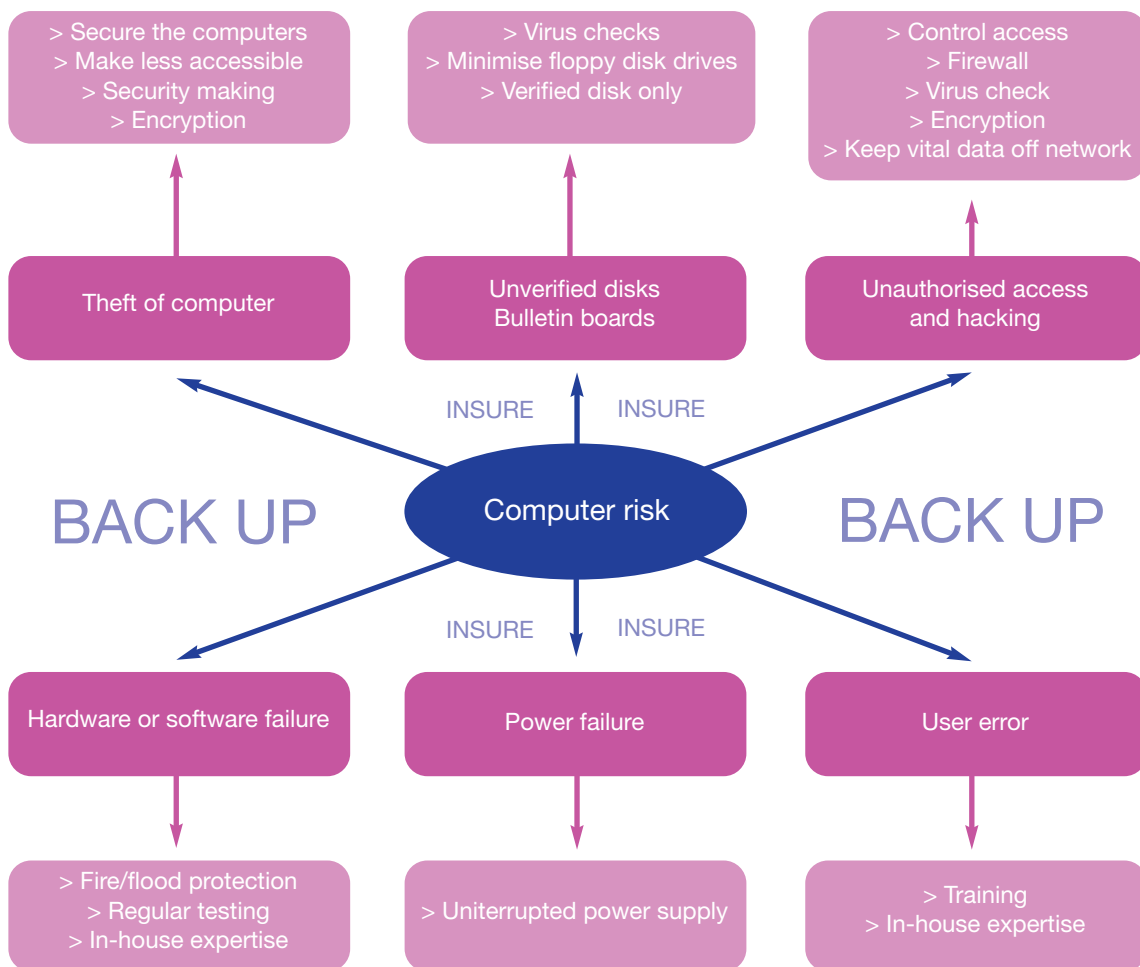 > Secure the computers
> Make less accessible
> Security making
> Encryption
> Virus checks
> Minimise floppy disk drives
> Verified disk only
> Control access
> Firewall
> Virus check
> Encryption
> Keep vital data off network
Theft of computer
Unverified disks
Bulletin boards
Unauthorised access
and hacking
INSURE
INSURE
BACK UP
Computer risk
BACK UP
INSURE
INSURE
Hardware or software failure
Power failure
User error
> Fire/flood protection
> Regular testing
> In-house expertise
> Uniterrupted power supply
> Training
> In-house expertise